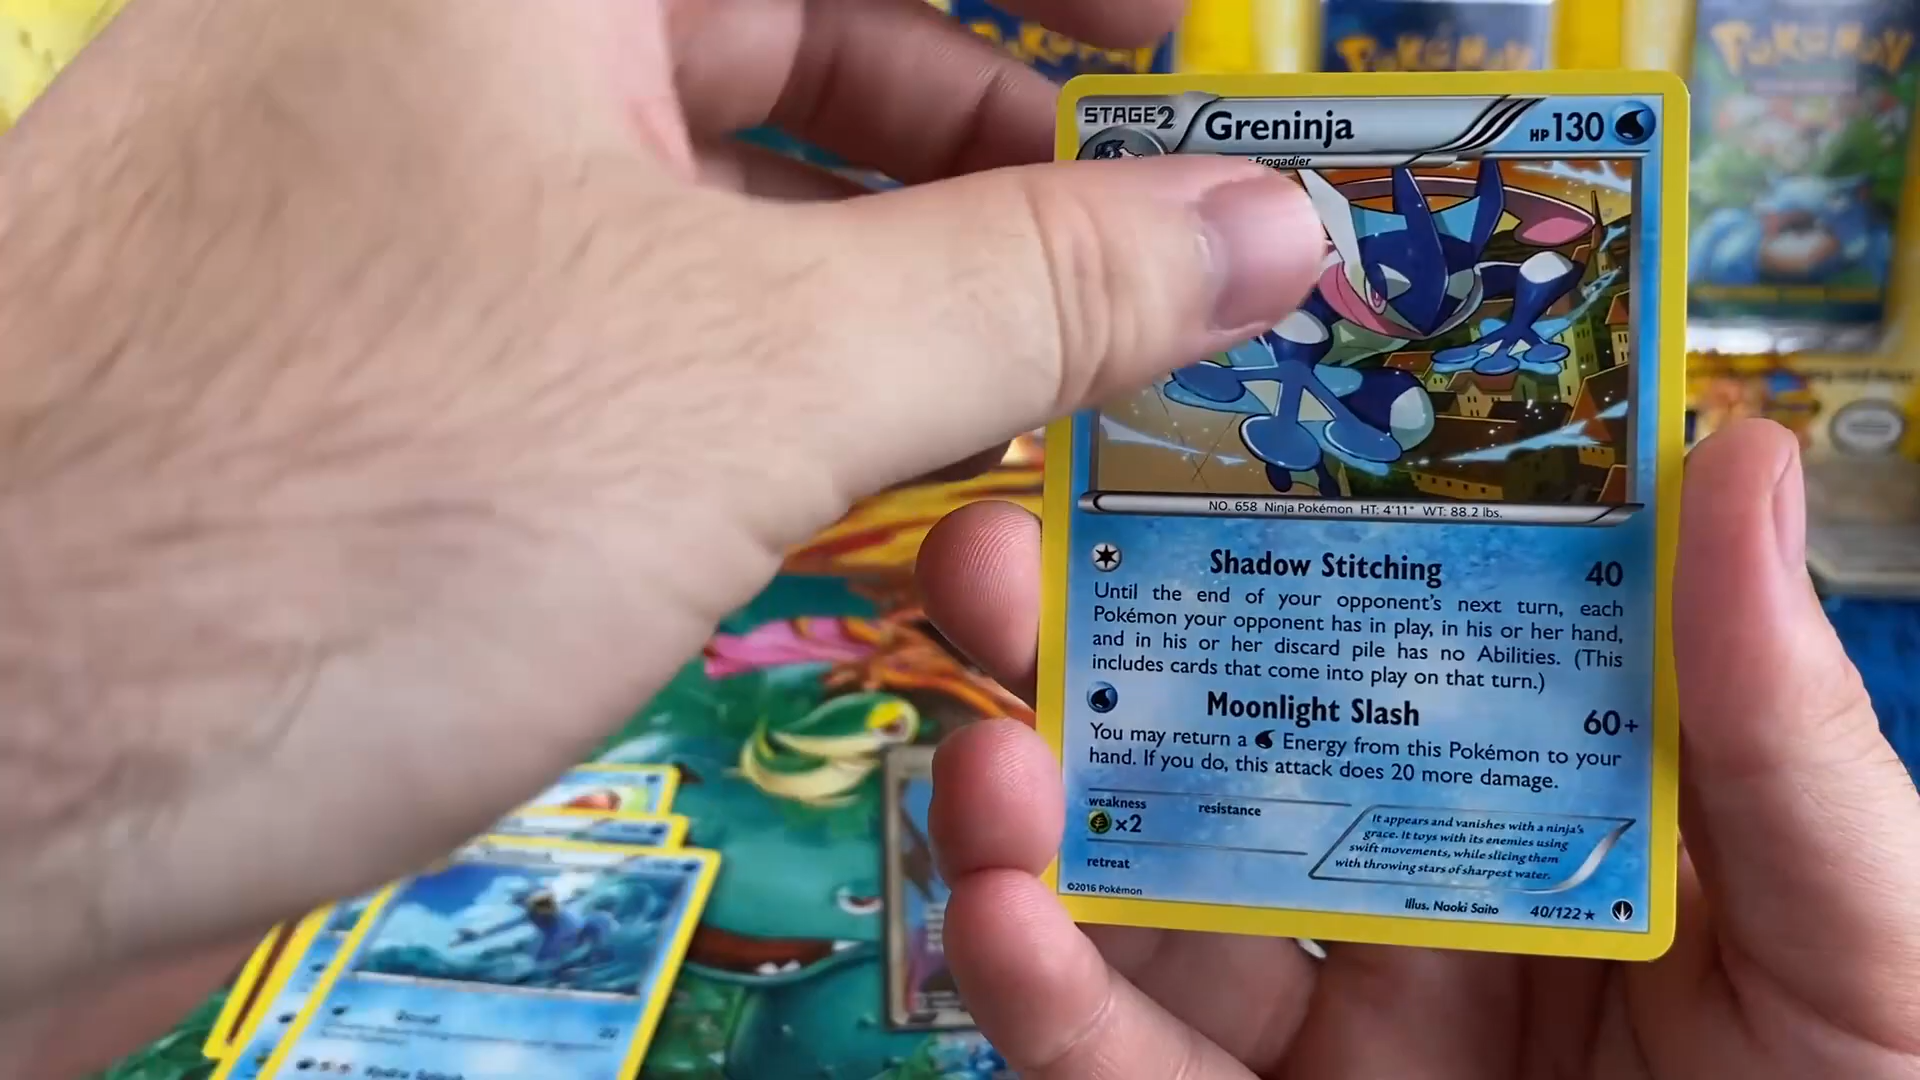 POKéMON
POKéMON
POKéMON
STAGE2
Greninja
HP130
Frogadier
NO. 658 Ninja Pokémon HT: 4'11" WT: 88.2 lbs.
Shadow Stitching 40
Until the end of your opponent's next turn, each
Pokémon your opponent has in play, in his or her hand,
and in his or her discard pile has no Abilities. (This
includes cards that come into play on that turn.)
Moonlight Slash 60+
You may return a Energy from this Pokémon to your
hand. If you do, this attack does 20 more damage.
weakness resistance
×2
retreat
It appears and vanishes with a ninja's
grace. It toys with its enemies using
swift movements, while slicing them
with throwing stars of sharpest water.
©2016 Pokémon
Illus. Naoki Saito 40/122★